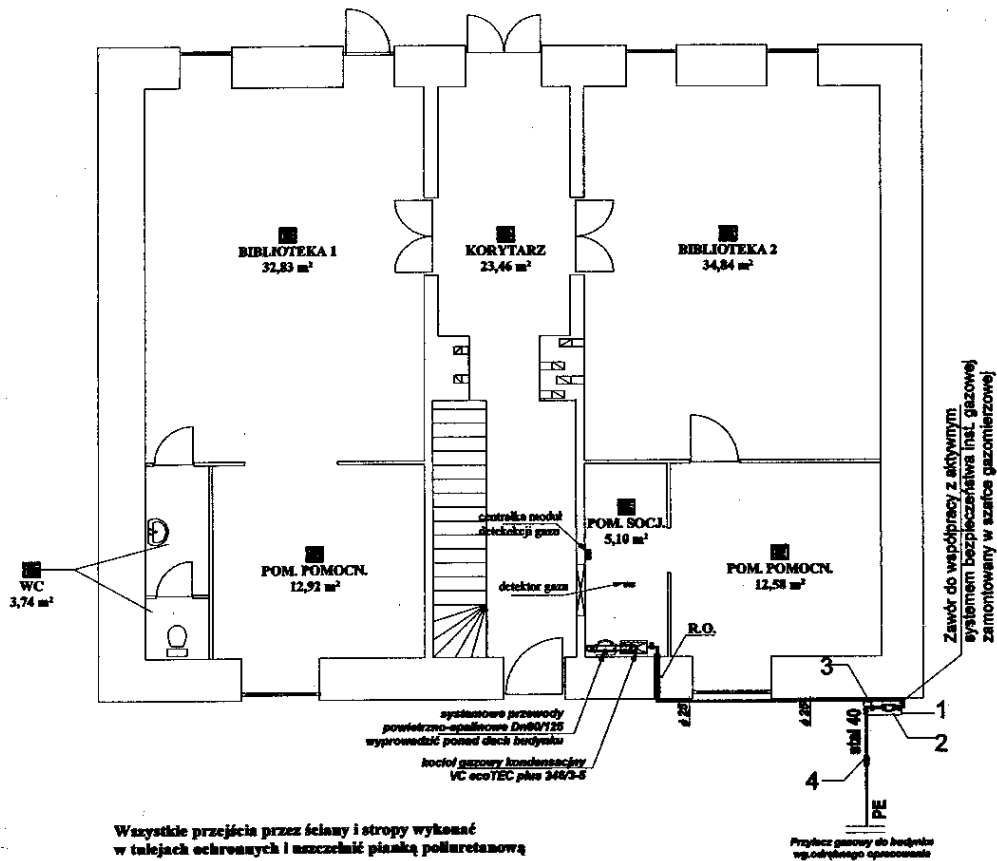 BIBLIOTEKA 1
32,83 m²
KORYTARZ
23,46 m²
BIBLIOTEKA 2
34,84 m²
Zawór do współpracy z aktywnym
systemem bezpieczeństwa inst. gazowej
zamontowany w szafce gazomierzowej
centralka moduł
detekekcji gazu
POM. SOCJ.
5,10 m²
POM. POMOCN.
12,92 m²
detektor gazu
POM. POMOCN.
12,58 m²
WC
3,74 m²
R.O.
3
1
2
4
systemowe przewody
powietrzno-spalinowe Dn80/125
wyprowadzić ponad dach budynku
kocioł gazowy kondensacyjny
VC ecoTEC plus 246/3-5
stal 40
PE
Wszystkie przejścia przez ściany i stropy wykonać
w tulejach ochronnych i uszczelnić pianką poliuretanową
Przyłącz gazowy do budynku
wg.odrębnego opracowania